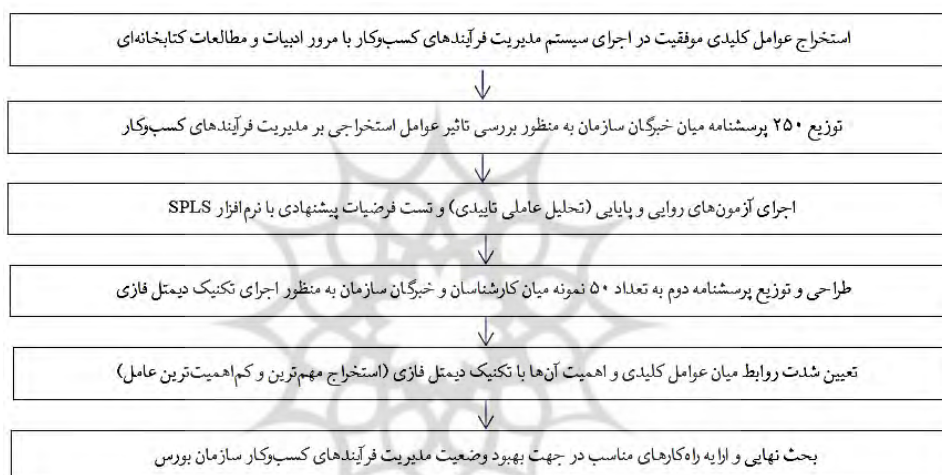 استخراج عوامل کلیدی موفقیت در اجرای سیستم مدیریت فرآیندهای کسب‌وکار با مرور ادبیات و مطالعات کتابخانه‌ای
توزیع ۲۵۰ پرسشنامه میان خبرگان سازمان به منظور بررسی تاثیر عوامل استخراجی بر مدیریت فرآیندهای کسب‌وکار
اجرای آزمون‌های روایی و پایایی (تحلیل عاملی تاییدی) و تست فرضیات پیشنهادی با نرم‌افزار SPLS
طراحی و توزیع پرسشنامه دوم به تعداد ۵۰ نمونه میان کارشناسان و خبرگان سازمان به منظور اجرای تکنیک دیمتل فازی
تعیین شدت روابط میان عوامل کلیدی و اهمیت آن‌ها با تکنیک دیمتل فازی (استخراج مهم‌ترین و کم‌اهمیت‌ترین عامل)
بحث نهایی و ارایه راه‌کارهای مناسب در جهت بهبود وضعیت مدیریت فرآیندهای کسب‌وکار سازمان بورس